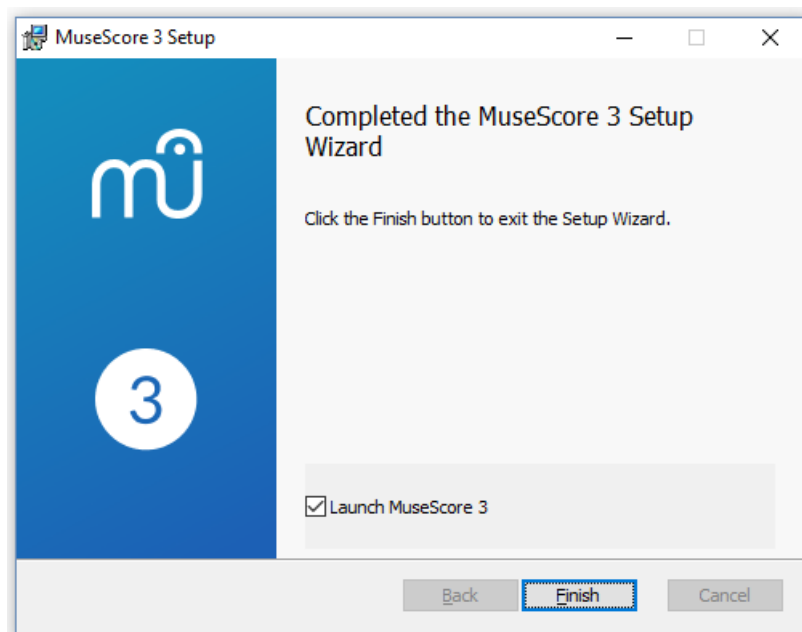 MuseScore 3 Setup
mu
Completed the MuseScore 3 Setup
Wizard
Click the Finish button to exit the Setup Wizard.
3
Launch MuseScore 3
Back Finish Cancel